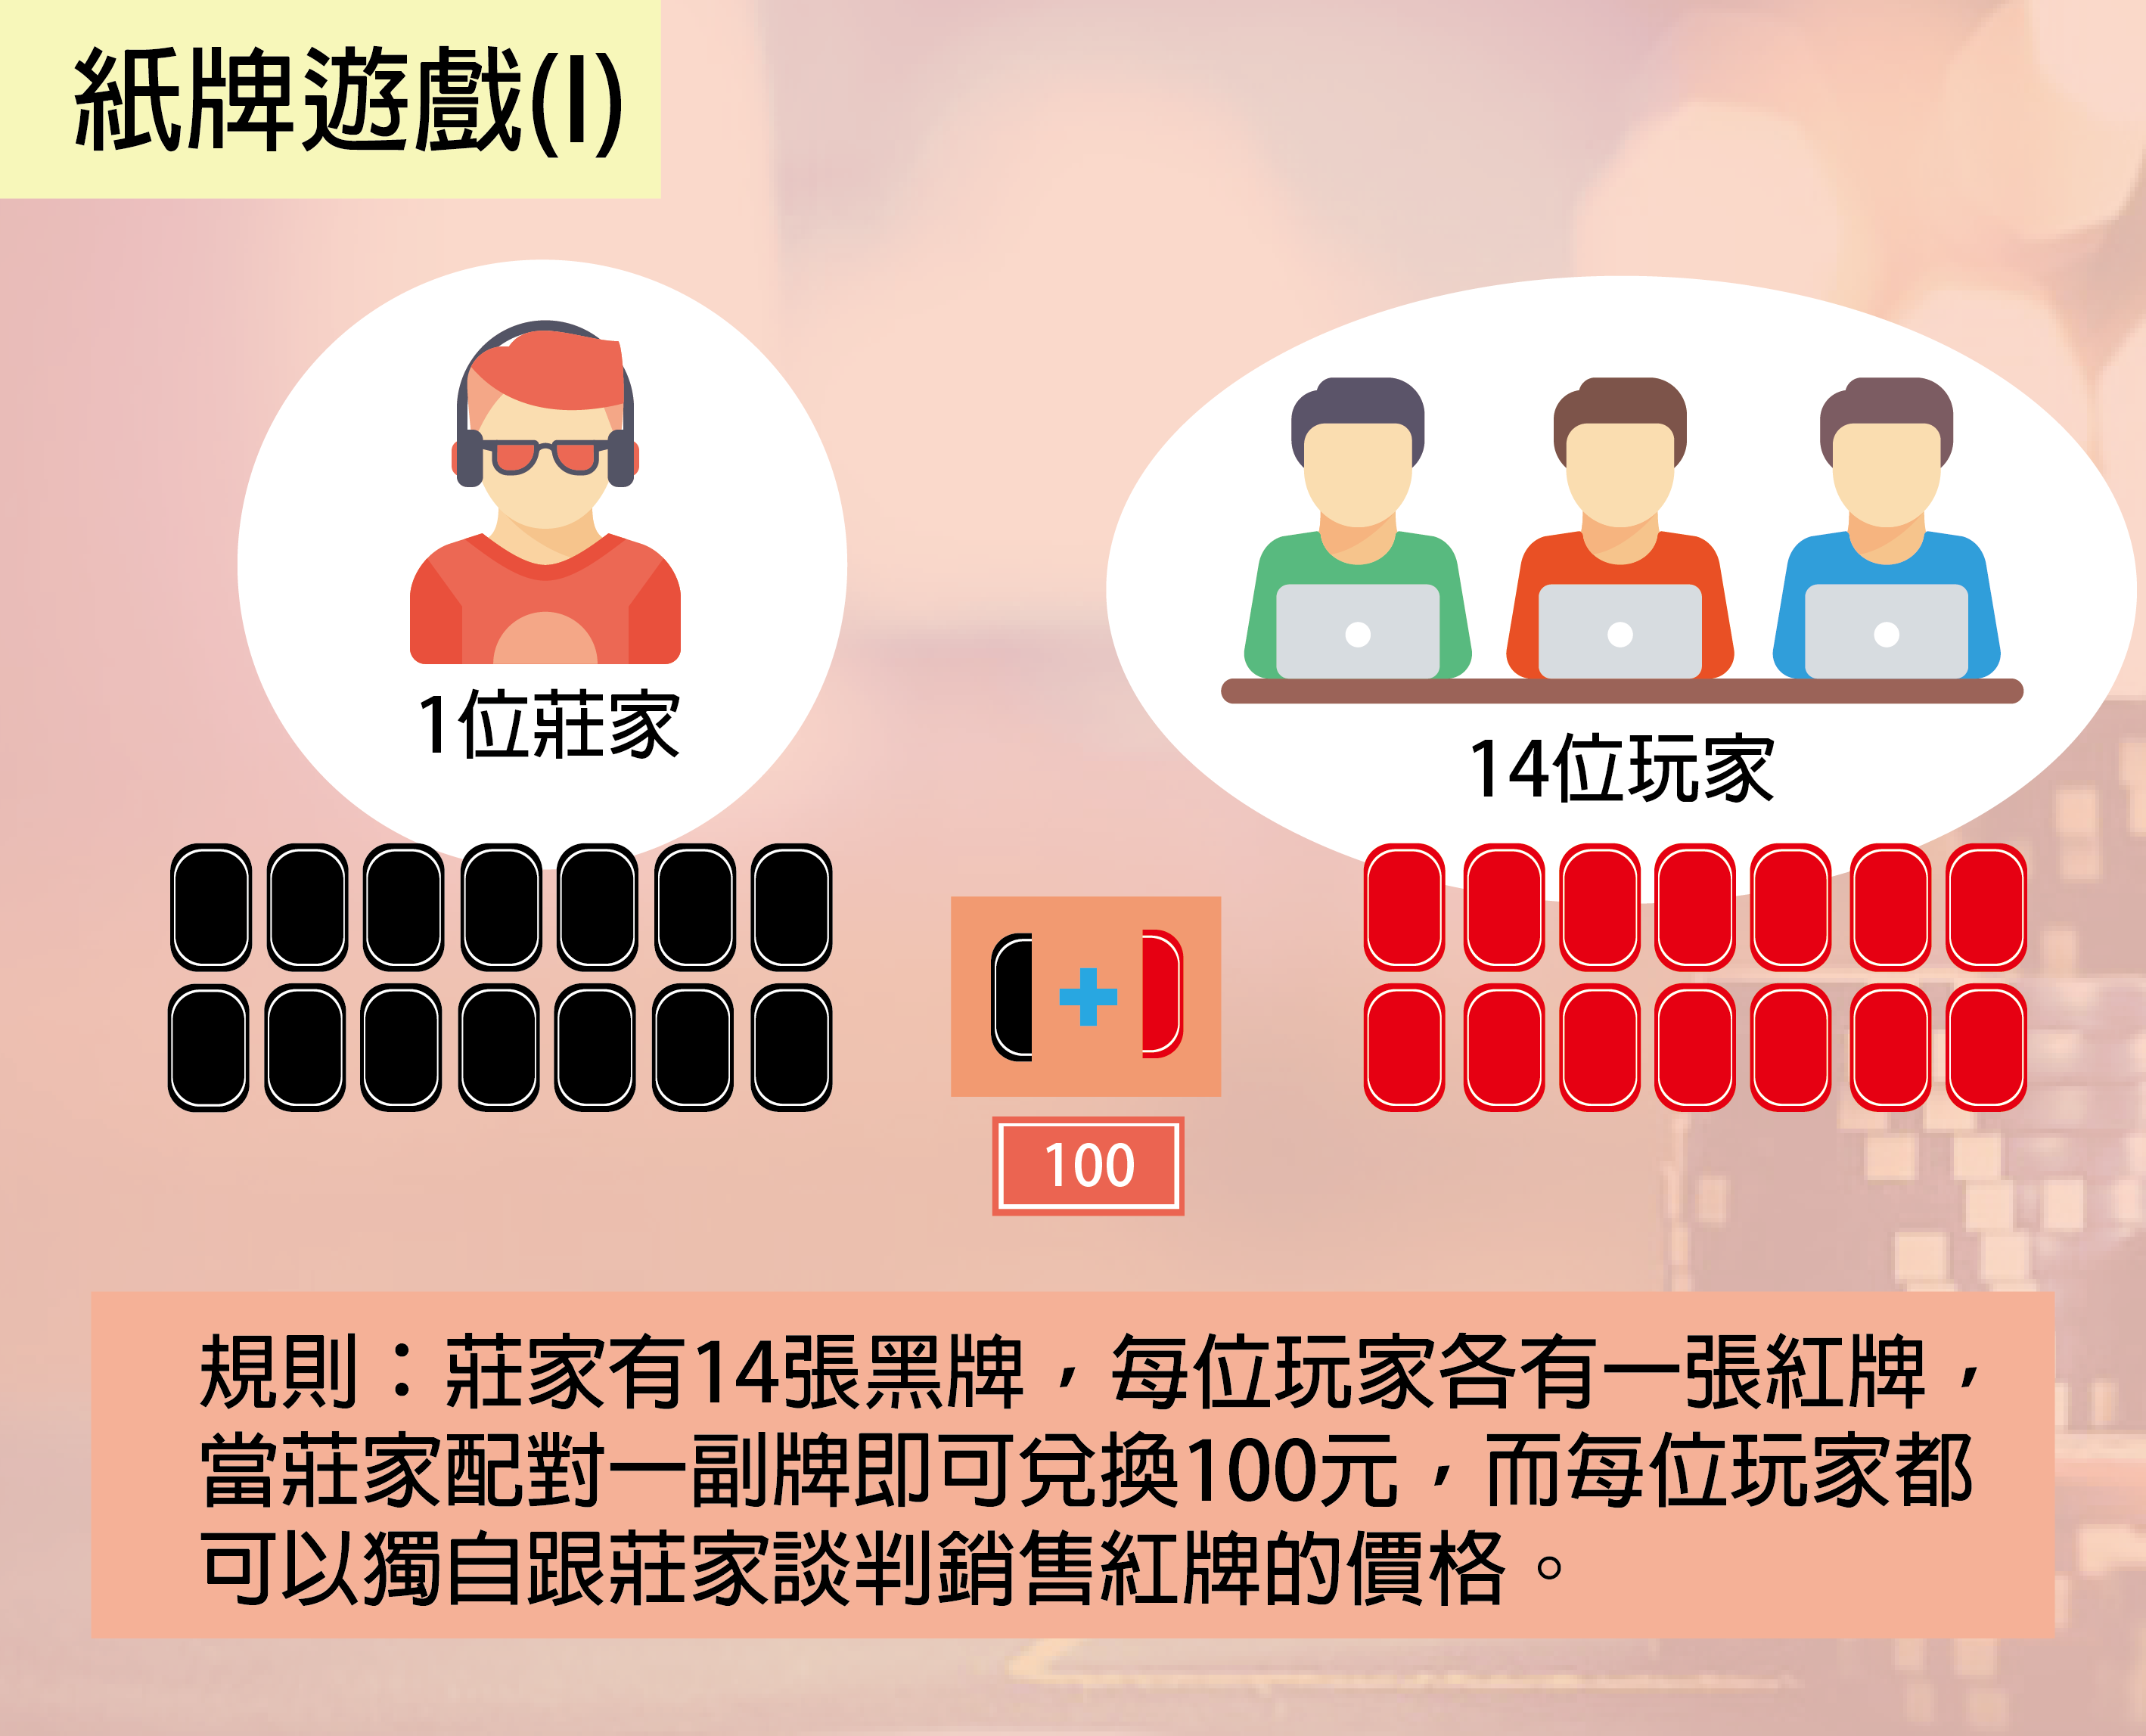 紙牌遊戲(I)
1位莊家
14位玩家
100
規則：莊家有14張黑牌，每位玩家各有一張紅牌，
當莊家配對一副牌即可兌換100元，而每位玩家都
可以獨自跟莊家談判銷售紅牌的價格。